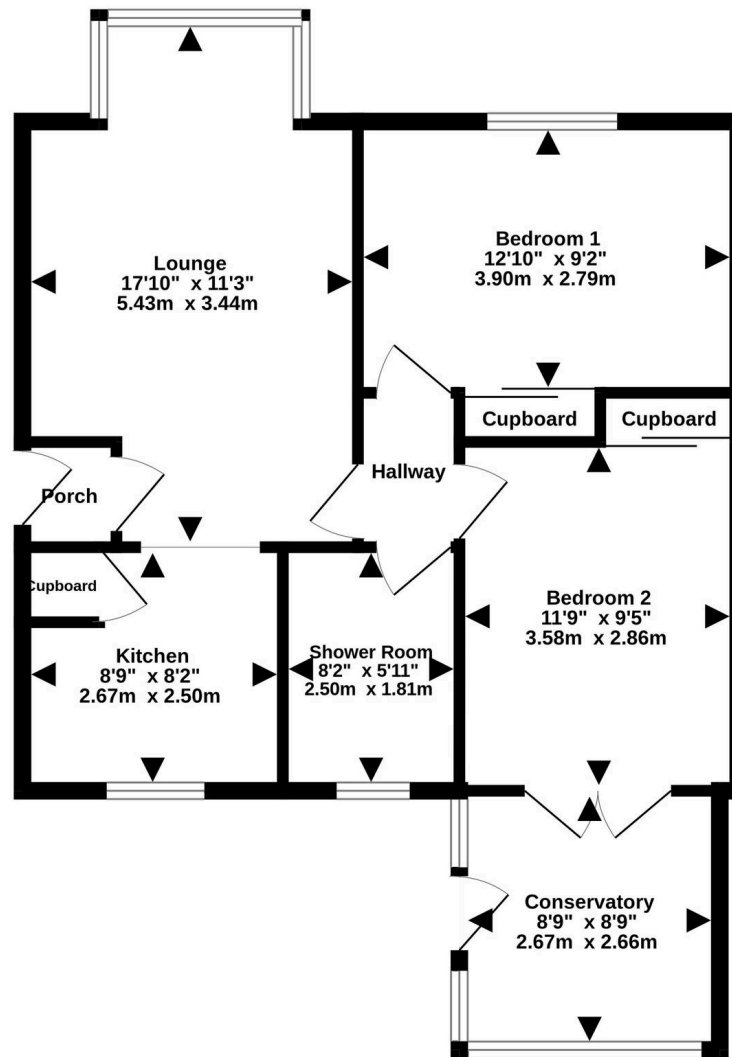 Lounge
17'10" x 11'3"
5.43m x 3.44m
Bedroom 1
12'10" x 9'2"
3.90m x 2.79m
Cupboard
Cupboard
Hallway
Porch
Cupboard
Kitchen
8'9" x 8'2"
2.67m x 2.50m
Shower Room
8'2" x 5'11"
2.50m x 1.81m
Bedroom 2
11'9" x 9'5"
3.58m x 2.86m
Conservatory
8'9" x 8'9"
2.67m x 2.66m